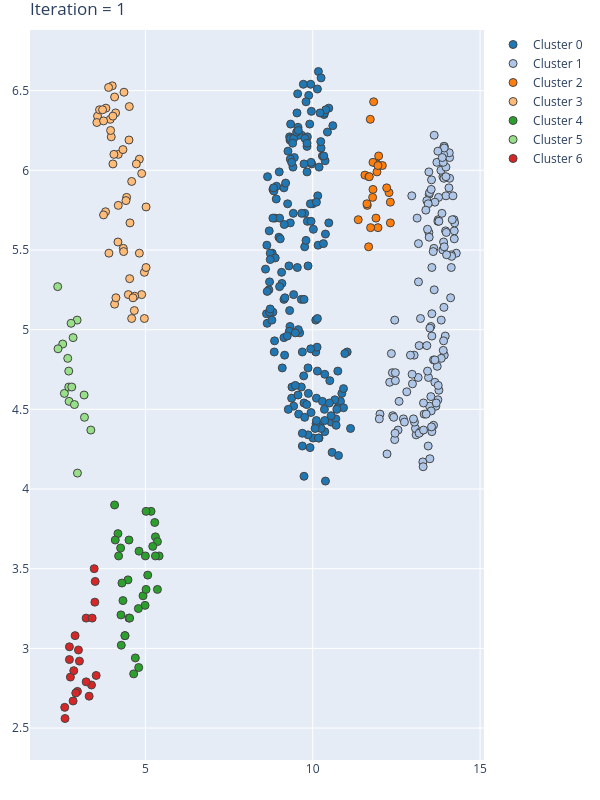 Iteration = 1
Cluster 0
Cluster 1
Cluster 2
Cluster 3
Cluster 4
Cluster 5
Cluster 6
6.5
6
5.5
5
4.5
4
3.5
3
2.5
5
10
15